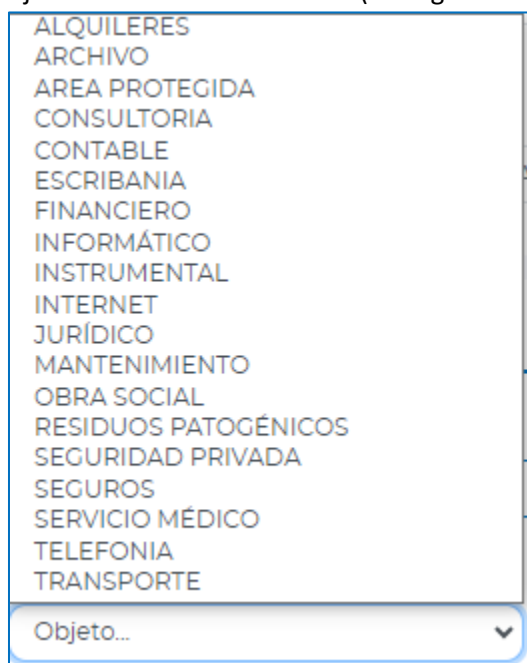 ALQUILERES
ARCHIVO
AREA PROTEGIDA
CONSULTORIA
CONTABLE
ESCRIBANIA
FINANCIERO
INFORMÁTICO
INSTRUMENTAL
INTERNET
JURÍDICO
MANTENIMIENTO
OBRA SOCIAL
RESIDUOS PATOGÉNICOS
SEGURIDAD PRIVADA
SEGUROS
SERVICIO MÉDICO
TELEFONIA
TRANSPORTE
Objeto...